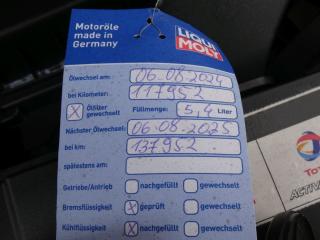 Motoröle
made in
Germany
LIQUI
MOLY
Ölwechsel am: 06.08.2024
bei Kilometer: 117952
X Ölfilter gewechselt Füllmenge: 5,4 Liter
Nächster Ölwechsel: 06.08.2025
bei km: 137952
spätestens am:
Getriebe/Antrieb nachgefüllt gewechselt
Bremsflüssigkeit X geprüft gewechselt
Kühlflüssigkeit X nachgefüllt gewechselt
TOTAL
ACTIV